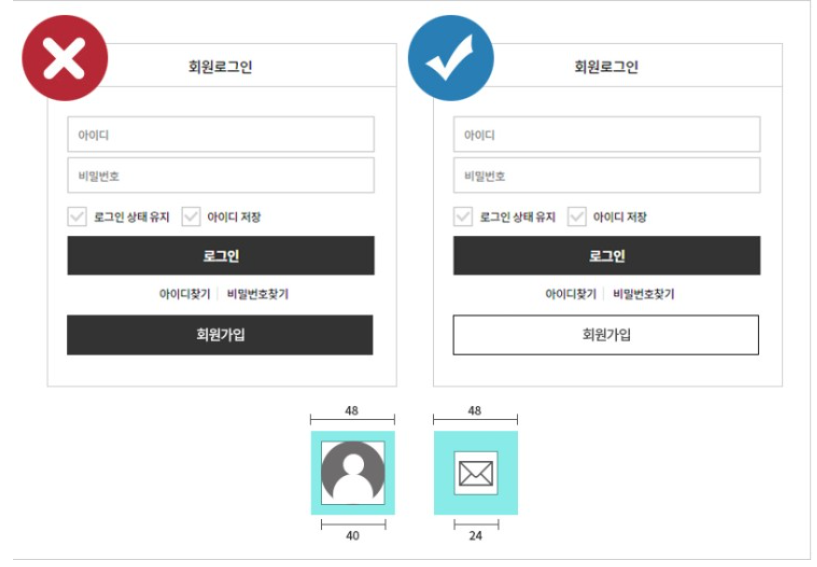 회원로그인
아이디
비밀번호
로그인 상태 유지 아이디 저장
로그인
아이디찾기 비밀번호찾기
회원가입
회원로그인
아이디
비밀번호
로그인 상태 유지 아이디 저장
로그인
아이디찾기 비밀번호찾기
회원가입
48 48
40 24